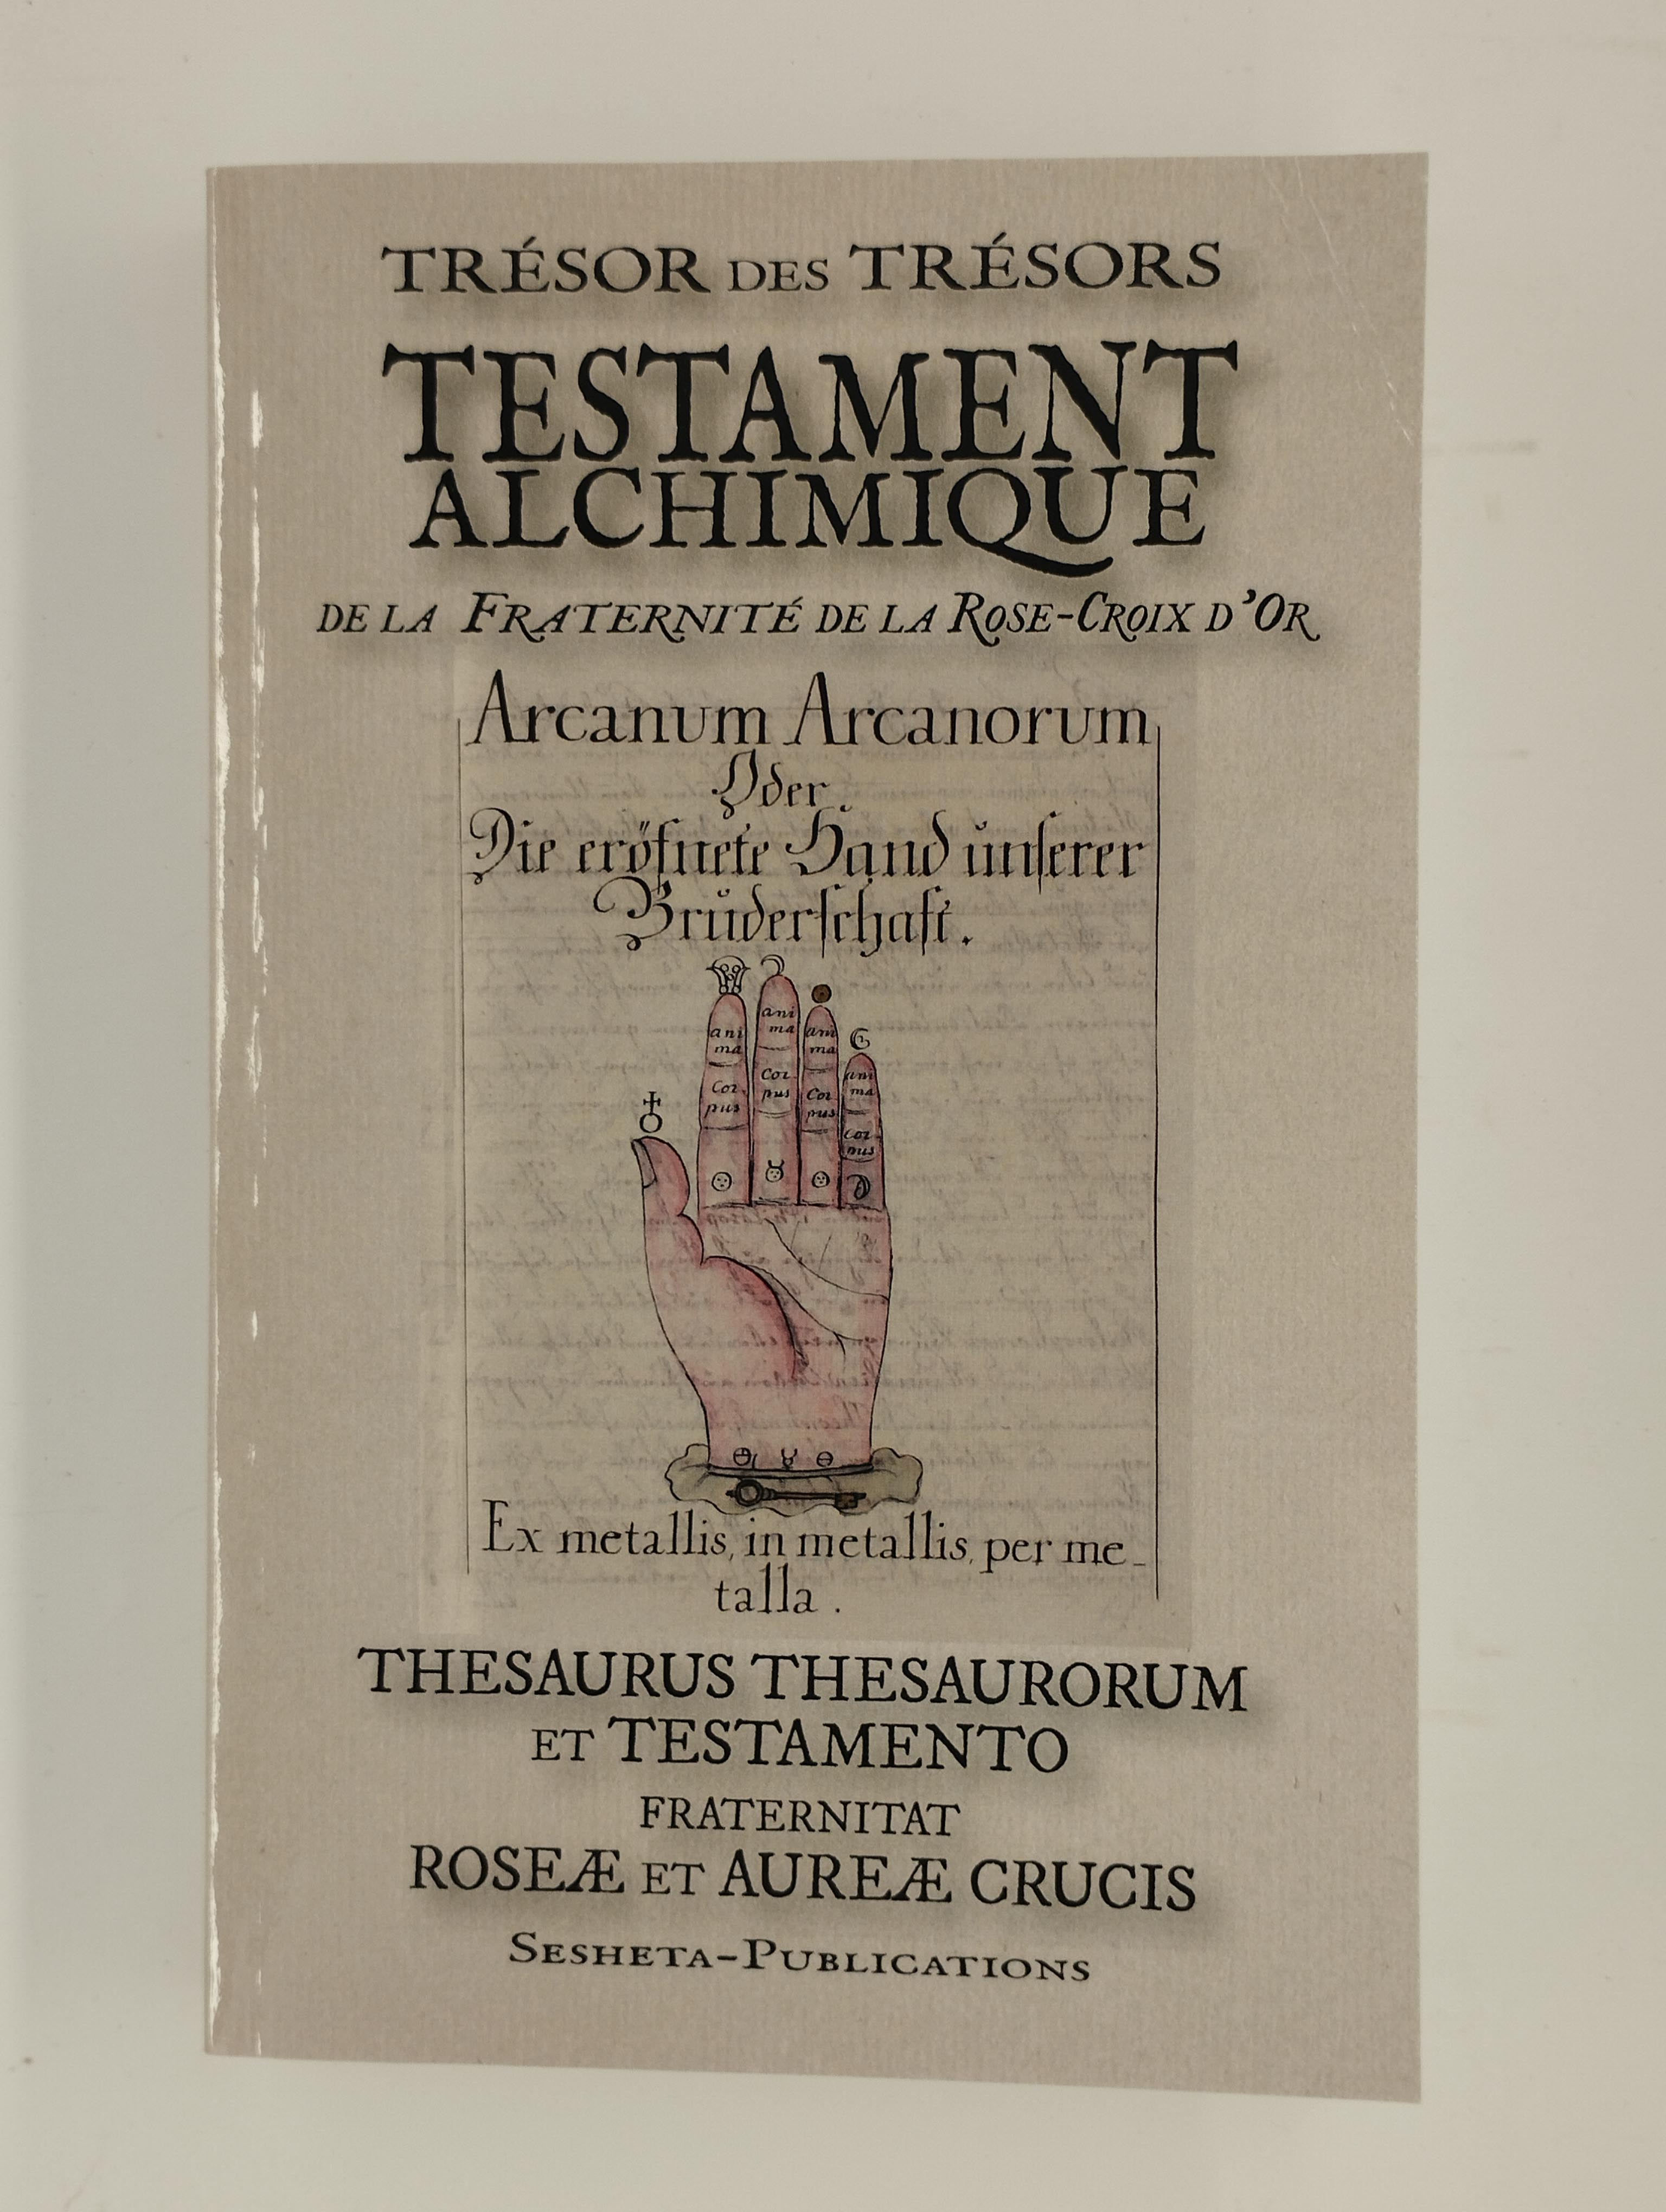 TRÉSOR DES TRÉSORS
TESTAMENT
ALCHIMIQUE
DE LA FRATERNITÉ DE LA ROSE-CROIX D'OR
Arcanum Arcanorum
Oder
Die eröfnete Hand unserer
Bruderschaft.
ani
ma
Cor
pus
ani
ma
Cor
pus
ani
ma
Cor
pus
ani
ma
Cor
pus
Ex metallis, in metallis, per me-
talla.
THESAURUS THESAURORUM
ET TESTAMENTO
FRATERNITAT
ROSEÆ ET AUREÆ CRUCIS
SESHETA-PUBLICATIONS